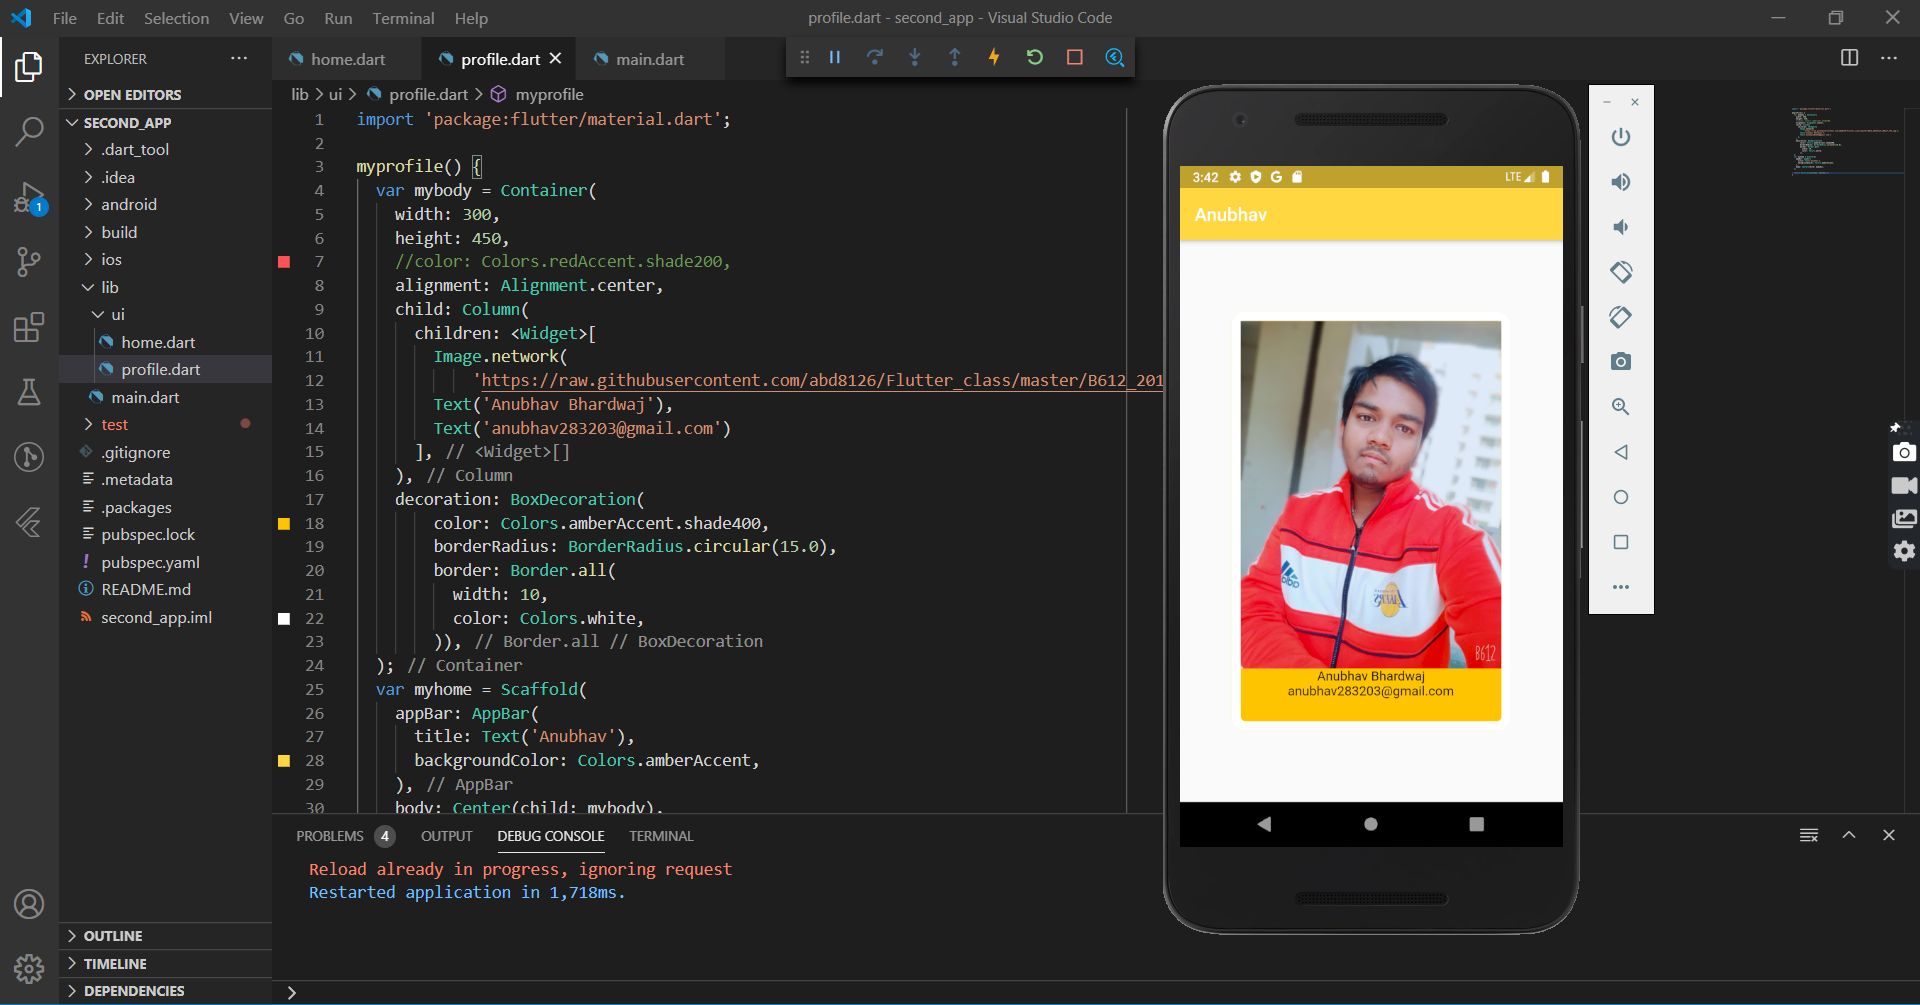 File Edit Selection View Go Run Terminal Help
profile.dart - second_app - Visual Studio Code
EXPLORER
OPEN EDITORS
SECOND_APP
.dart_tool
.idea
android
build
ios
lib
ui
home.dart
profile.dart
main.dart
test
.gitignore
.metadata
.packages
pubspec.lock
pubspec.yaml
README.md
second_app.iml
OUTLINE
TIMELINE
DEPENDENCIES
1
home.dart profile.dart main.dart
lib > ui > profile.dart > myprofile
1 import 'package:flutter/material.dart';
2
3 myprofile() {
4 var mybody = Container(
5 width: 300,
6 height: 450,
7 //color: Colors.redAccent.shade200,
8 alignment: Alignment.center,
9 child: Column(
10 children: <Widget>[
11 Image.network(
12 'https://raw.githubusercontent.com/abd8126/Flutter_class/master/B612_201
13 Text('Anubhav Bhardwaj'),
14 Text('anubhav283203@gmail.com')
15 ], // <Widget>[]
16 ), // Column
17 decoration: BoxDecoration(
18 color: Colors.amberAccent.shade400,
19 borderRadius: BorderRadius.circular(15.0),
20 border: Border.all(
21 width: 10,
22 color: Colors.white,
23 )), // Border.all // BoxDecoration
24 ); // Container
25 var myhome = Scaffold(
26 appBar: AppBar(
27 title: Text('Anubhav'),
28 backgroundColor: Colors.amberAccent,
29 ), // AppBar
30 body: Center(child: mybody),
PROBLEMS 4 OUTPUT DEBUG CONSOLE TERMINAL
Reload already in progress, ignoring request
Restarted application in 1,718ms.
3:42 G LTE
Anubhav
B612
Anubhav Bhardwaj
anubhav283203@gmail.com